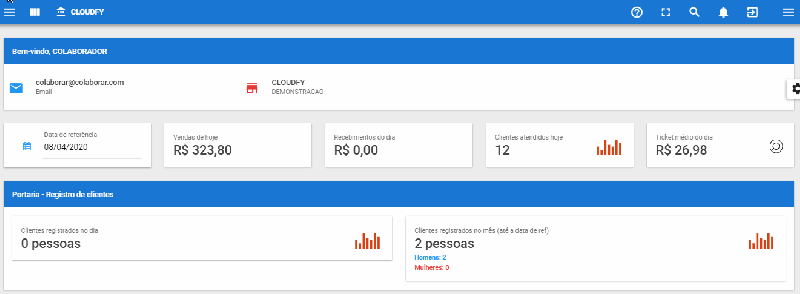 CLOUDFY
Bem-vindo, COLABORADOR
colaborar@colaborar.com
Email
CLOUDFY
DEMONSTRACAO
Data de referência
08/04/2020
Vendas de hoje
R$ 323,80
Recebimentos do dia
R$ 0,00
Clientes atendidos hoje
12
Ticket médio do dia
R$ 26,98
Portaria - Registro de clientes
Clientes registrados no dia
0 pessoas
Clientes registrados no mês (até a data de ref)
2 pessoas
Homens: 2
Mulheres: 0